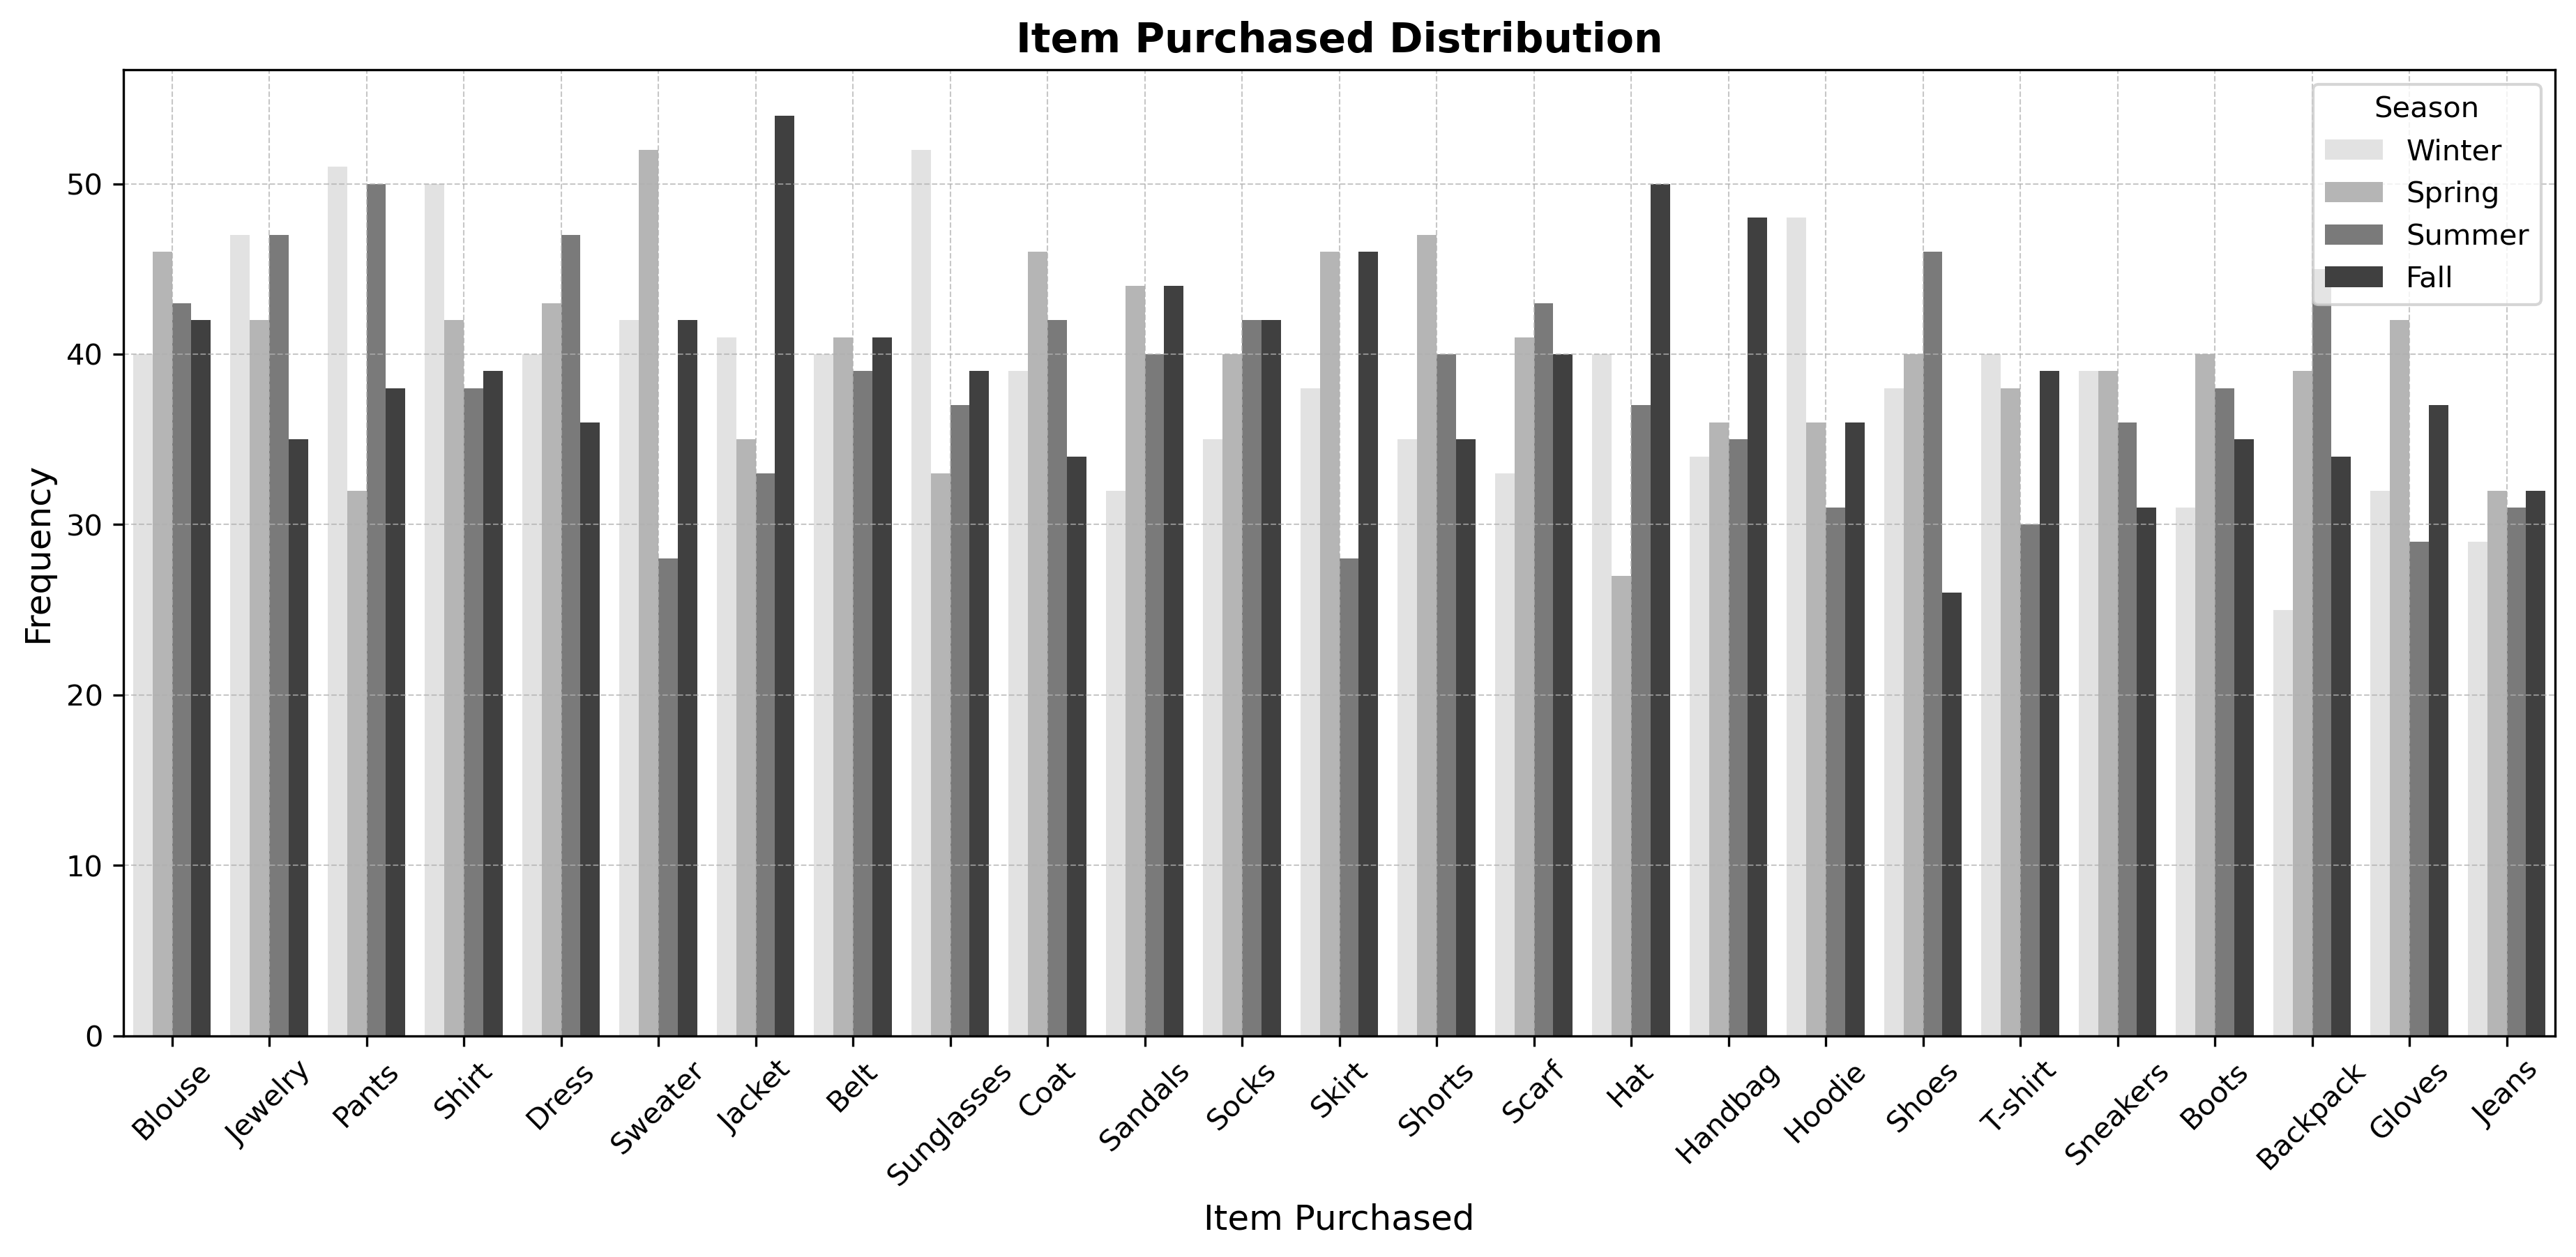 Item Purchased Distribution
Season
Winter
Spring
Summer
Fall
Frequency
50
40
30
20
10
0
Blouse
Jewelry
Pants
Shirt
Dress
Sweater
Jacket
Belt
Sunglasses
Coat
Sandals
Socks
Skirt
Shorts
Scarf
Hat
Handbag
Hoodie
Shoes
T-shirt
Sneakers
Boots
Backpack
Gloves
Jeans
Item Purchased